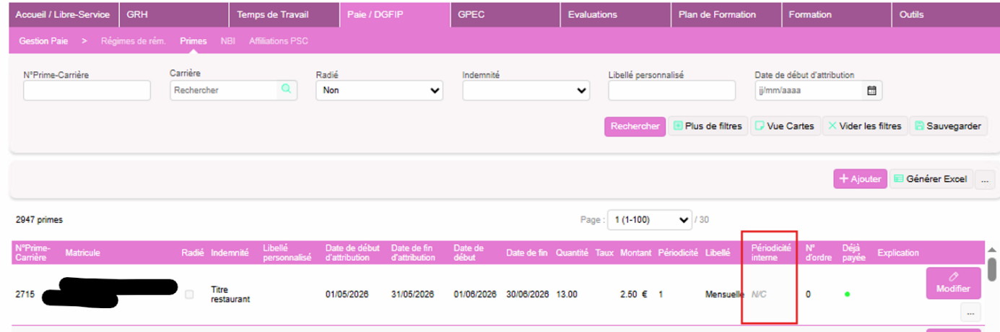 Accueil / Libre-Service GRH Temps de Travail Paie / DGFIP GPEC Evaluations Plan de Formation Formation Outils
Gestion Paie > Régimes de rém. Primes NBI Affiliations PSC
N°Prime-Carrière Carrière Radié Indemnité Libellé personnalisé Date de début d'attribution
Rechercher Non jj/mm/aaaa
Rechercher Plus de filtres Vue Cartes Vider les filtres Sauvegarder
+ Ajouter Générer Excel ...
2947 primes Page : 1 (1-100) / 30
N°Prime- Libellé Date de début Date de fin Date de Périodicité N° Déjà
Carrière Matricule Radié Indemnité personnalisé d'attribution d'attribution début Date de fin Quantité Taux Montant Périodicité Libellé interne d'ordre payée Explication
2715 Titre restaurant 01/05/2026 31/05/2026 01/06/2026 30/06/2026 13.00 2.50 € 1 Mensuelle N/C 0 Modifier
...